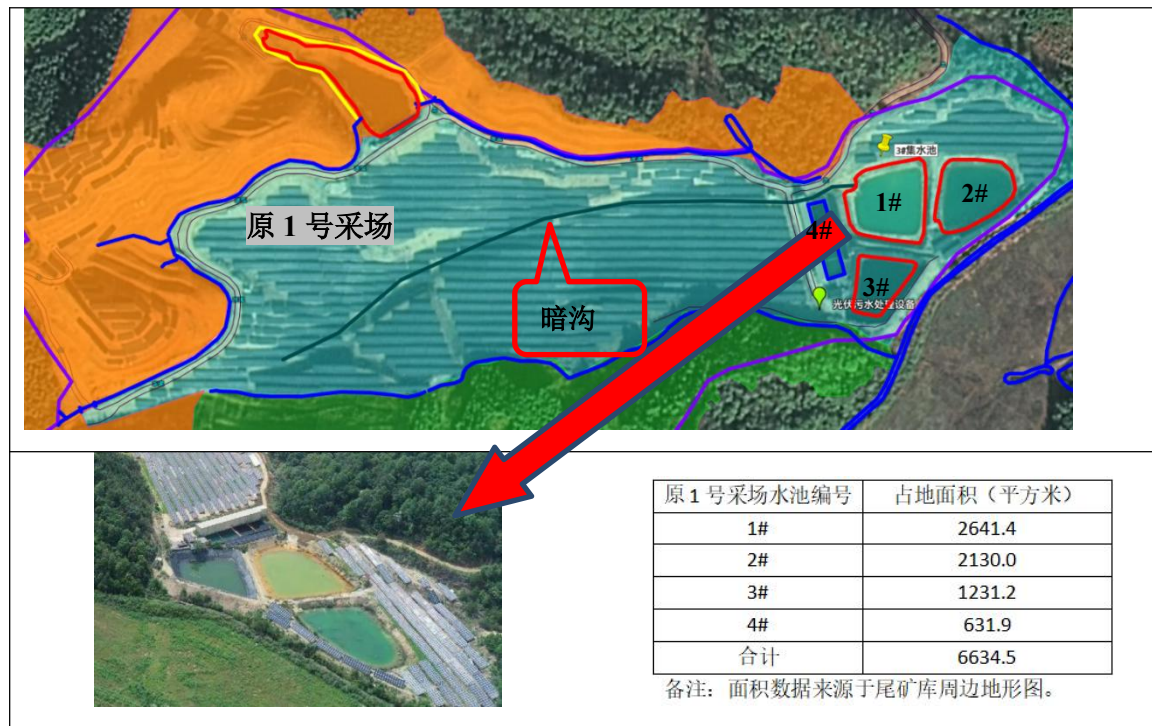 3#集水池
1#
2#
原 1 号采场
4#
3#
光伏污水处理设备
暗沟
原 1 号采场水池编号 占地面积（平方米）
1# 2641.4
2# 2130.0
3# 1231.2
4# 631.9
合计 6634.5
备注：面积数据来源于尾矿库周边地形图。